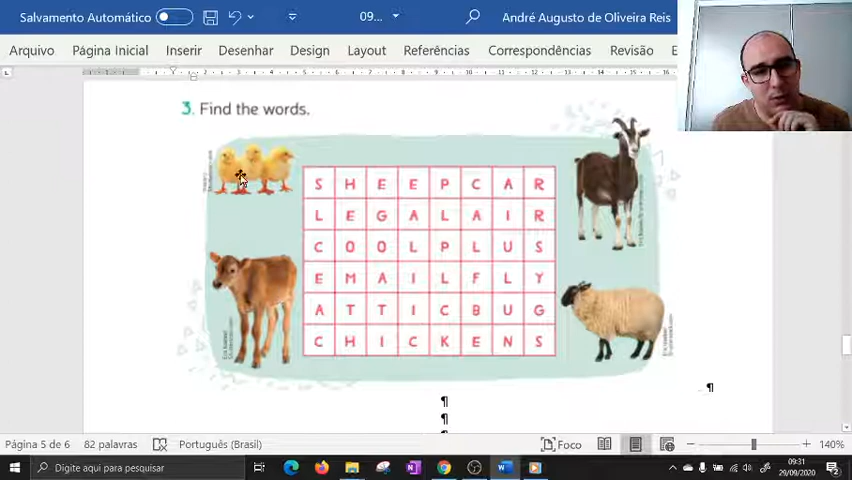 Salvamento Automático
09...
André Augusto de Oliveira Reis
Arquivo Página Inicial Inserir Desenhar Design Layout Referências Correspondências Revisão
3. Find the words.
S H E E P C A R
L E G A L A I R
C O O L P L U S
E M A I L F L Y
A T T I C B U G
C H I C K E N S
¶
¶
¶
Página 5 de 6 82 palavras Português (Brasil) Foco 140%
Digite aqui para pesquisar
09:31
29/09/2020